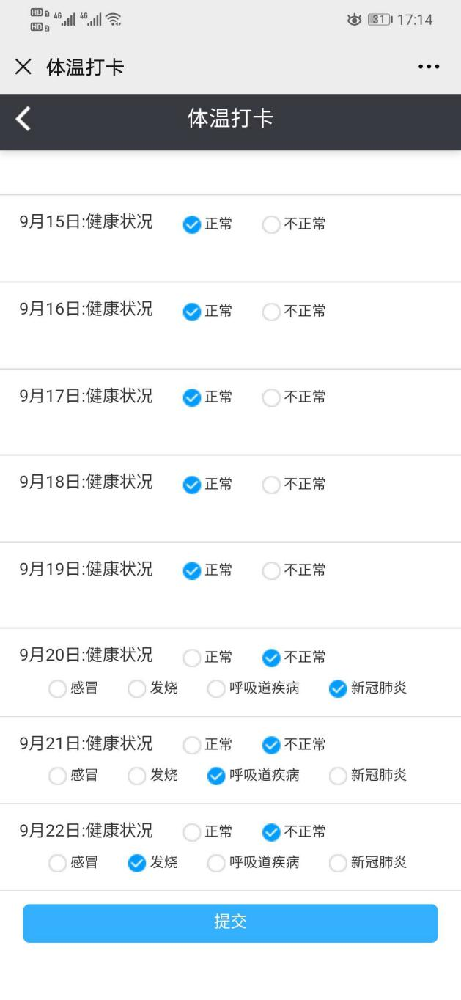 HD 1 4G 4G 31 17:14
HD 2
体温打卡
体温打卡
9月15日:健康状况 正常 不正常
9月16日:健康状况 正常 不正常
9月17日:健康状况 正常 不正常
9月18日:健康状况 正常 不正常
9月19日:健康状况 正常 不正常
9月20日:健康状况 正常 不正常
感冒 发烧 呼吸道疾病 新冠肺炎
9月21日:健康状况 正常 不正常
感冒 发烧 呼吸道疾病 新冠肺炎
9月22日:健康状况 正常 不正常
感冒 发烧 呼吸道疾病 新冠肺炎
提交